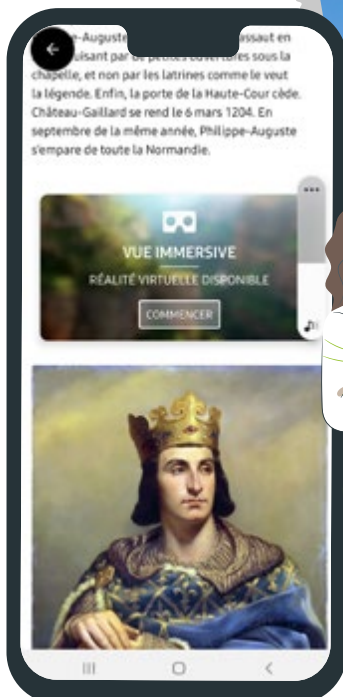 -Auguste assaut en
par de petites ouvertures sous la
chapelle, et non par les latrines comme le veut
la légende. Enfin, la porte de la Haute-Cour cède.
Château-Gaillard se rend le 6 mars 1204. En
septembre de la même année, Philippe-Auguste
s'empare de toute la Normandie.
VUE IMMERSIVE
RÉALITÉ VIRTUELLE DISPONIBLE
COMMENCER